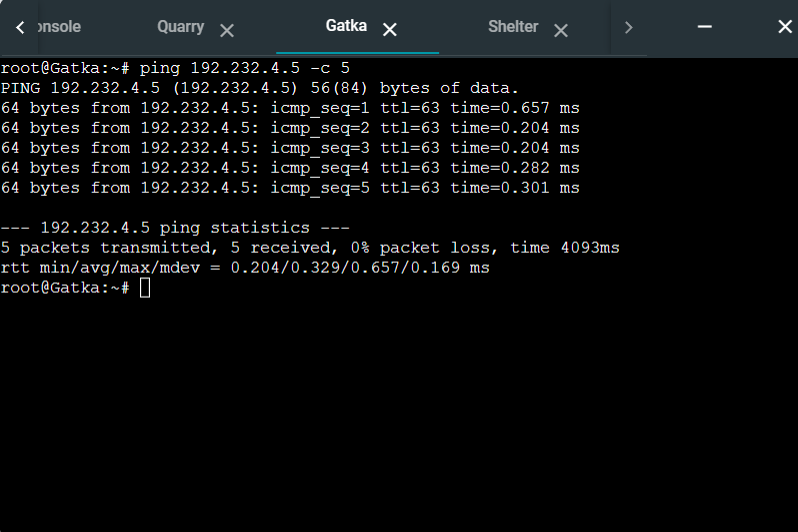 onsole Quarry Gatka Shelter
root@Gatka:~# ping 192.232.4.5 -c 5
PING 192.232.4.5 (192.232.4.5) 56(84) bytes of data.
64 bytes from 192.232.4.5: icmp_seq=1 ttl=63 time=0.657 ms
64 bytes from 192.232.4.5: icmp_seq=2 ttl=63 time=0.204 ms
64 bytes from 192.232.4.5: icmp_seq=3 ttl=63 time=0.204 ms
64 bytes from 192.232.4.5: icmp_seq=4 ttl=63 time=0.282 ms
64 bytes from 192.232.4.5: icmp_seq=5 ttl=63 time=0.301 ms
--- 192.232.4.5 ping statistics ---
5 packets transmitted, 5 received, 0% packet loss, time 4093ms
rtt min/avg/max/mdev = 0.204/0.329/0.657/0.169 ms
root@Gatka:~#